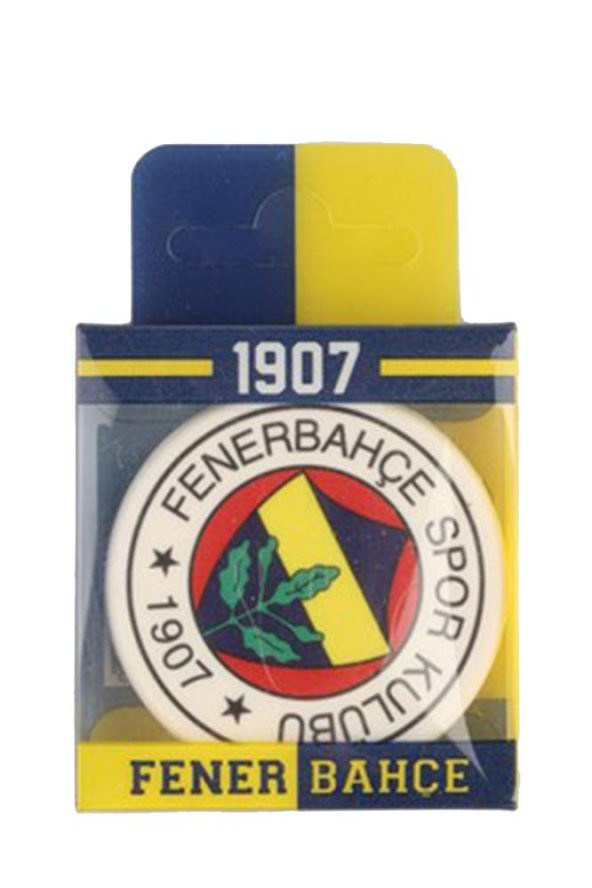 1907
FENERBAHÇE SPOR KULÜBÜ
★ 1907 ★
FENER BAHÇE